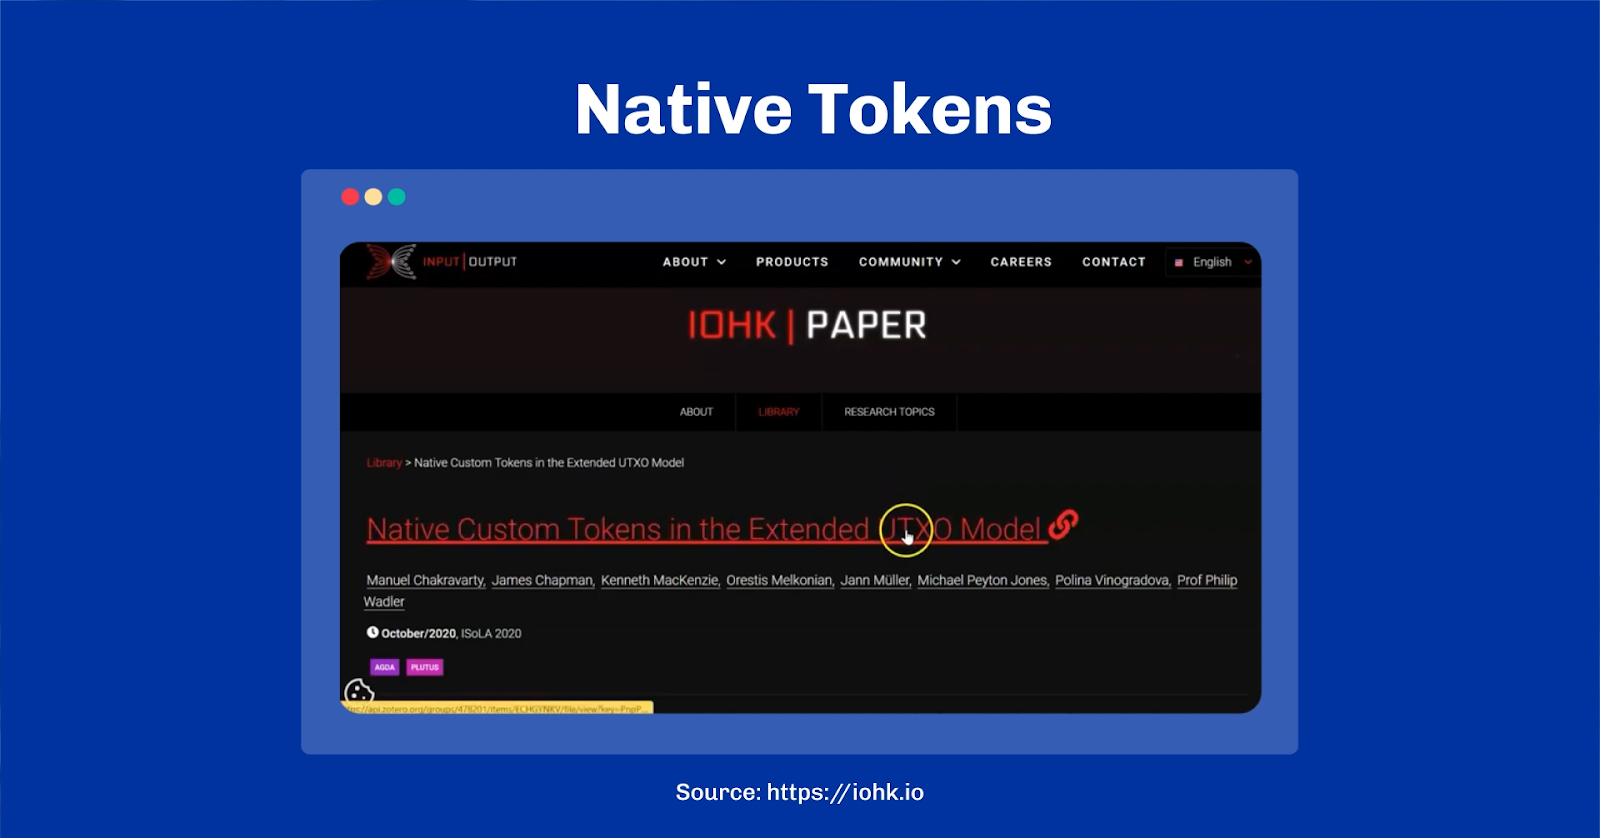 Native Tokens
INPUT | OUTPUT
ABOUT PRODUCTS COMMUNITY CAREERS CONTACT English
IOHK | PAPER
ABOUT LIBRARY RESEARCH TOPICS
Library > Native Custom Tokens in the Extended UTXO Model
Native Custom Tokens in the Extended UTXO Model
Manuel Chakravarty, James Chapman, Kenneth MacKenzie, Orestis Melkonian, Jann Müller, Michael Peyton Jones, Polina Vinogradova, Prof Philip
Wadler
October/2020, ISoLA 2020
AGDA PLUTUS
Source: https://iohk.io